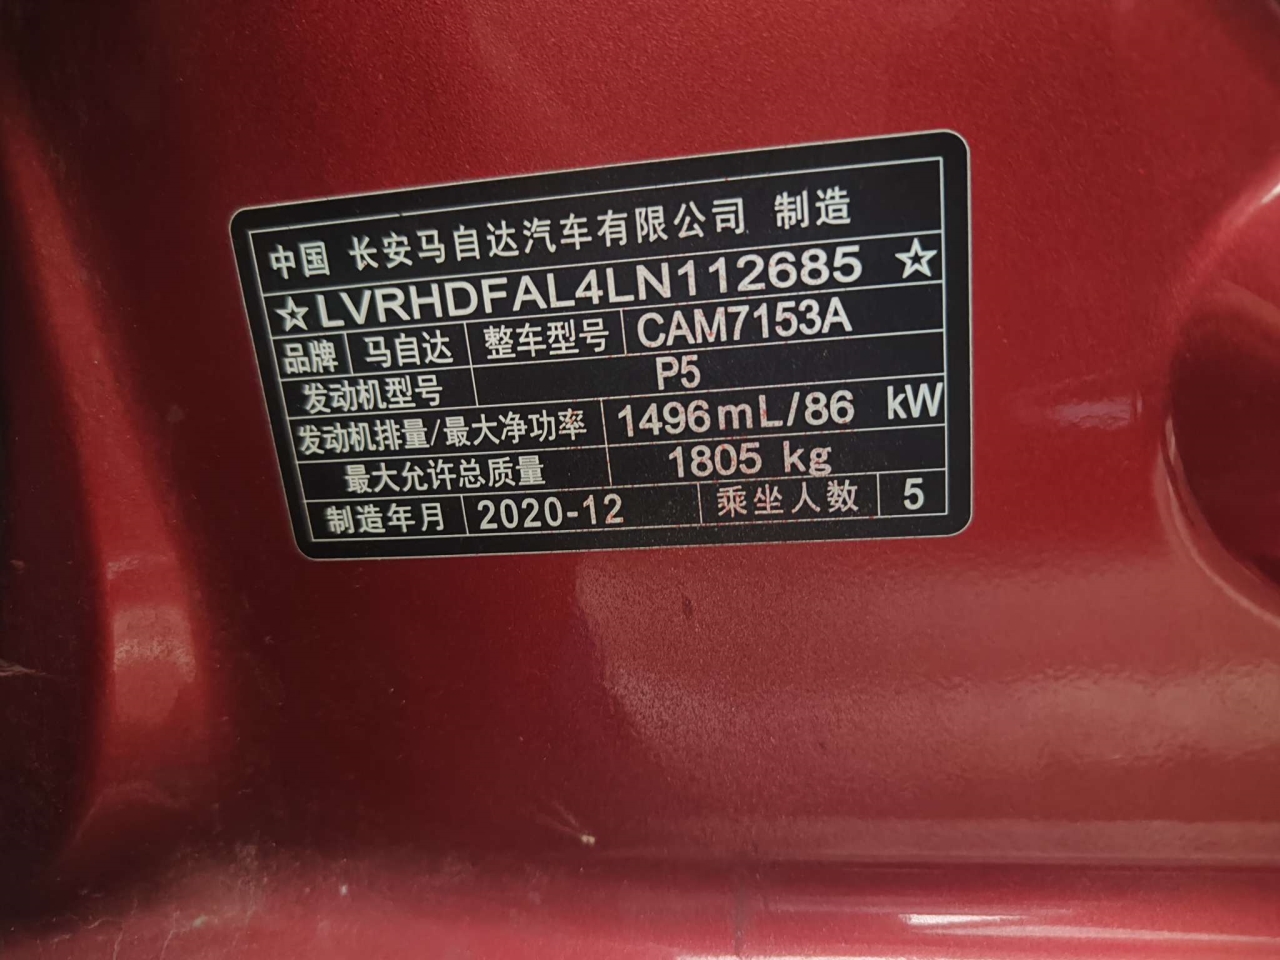 中国 长安马自达汽车有限公司 制造
☆LVRHDFAL4LN112685 ☆
品牌 马自达 整车型号 CAM7153A
发动机型号 P5
发动机排量/最大净功率 1496mL/86 kW
最大允许总质量 1805 kg
制造年月 2020-12 乘坐人数 5